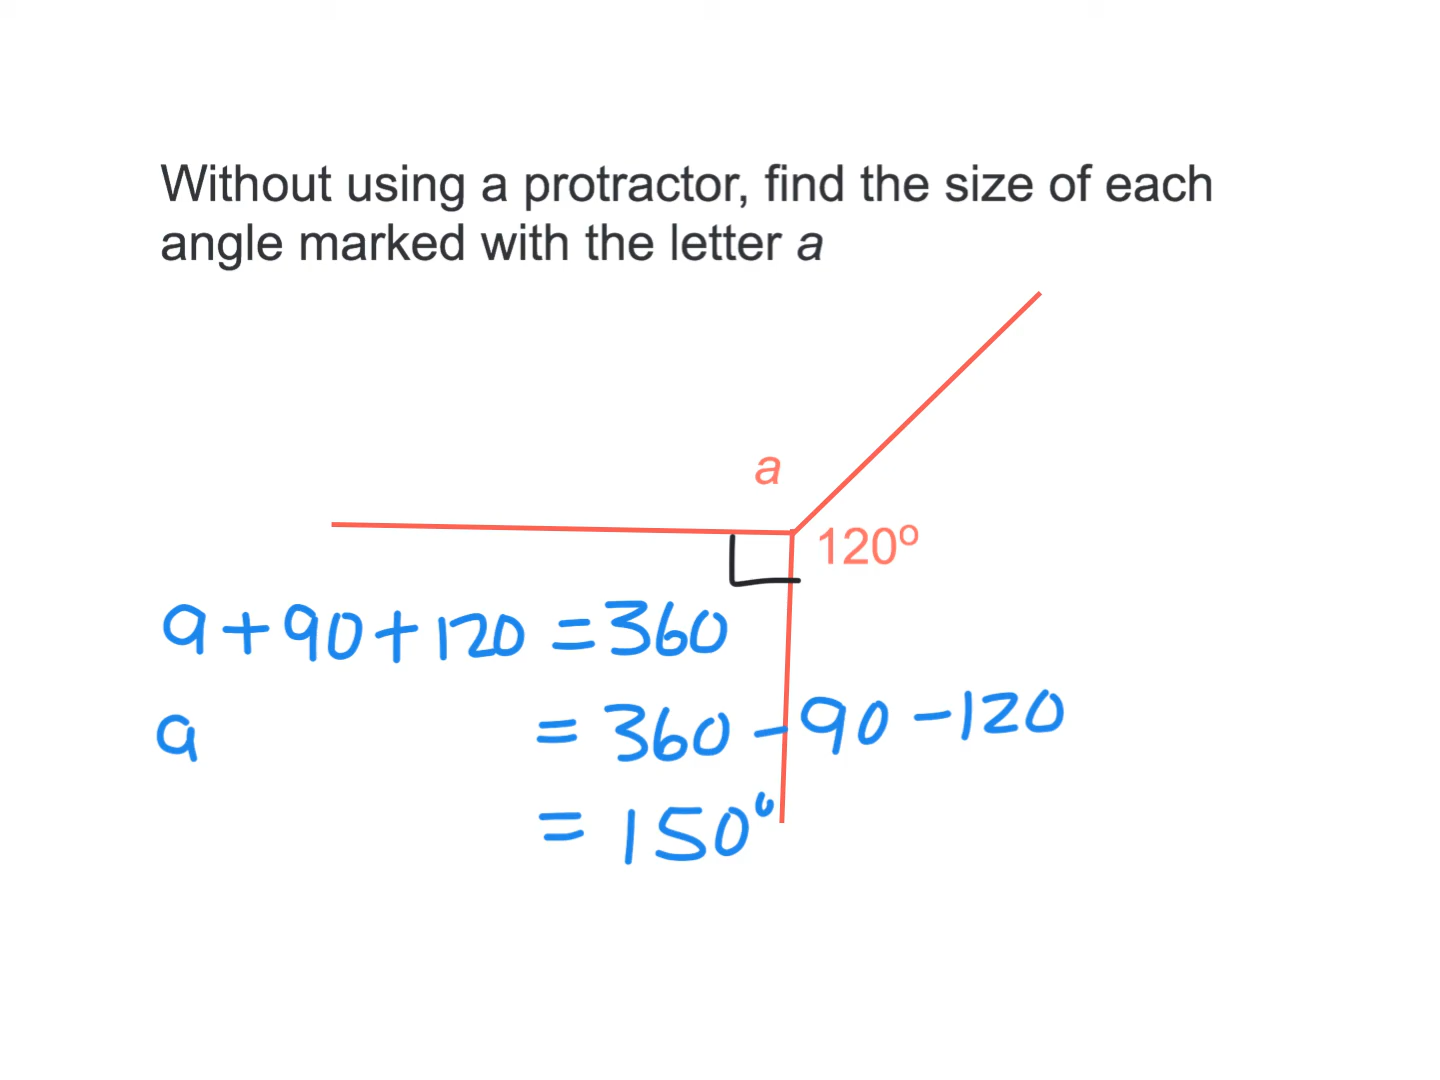 Without using a protractor, find the size of each
angle marked with the letter a
a
120º
a + 90 + 120 = 360
a = 360 - 90 - 120
= 150°